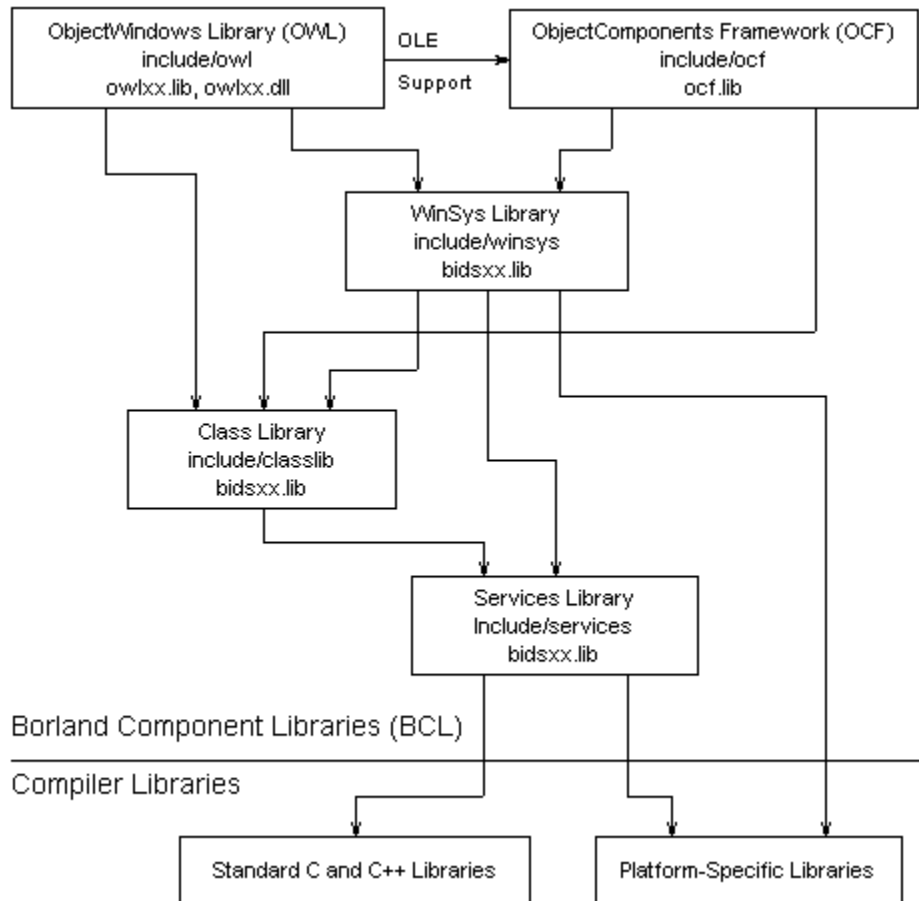 ObjectWindows Library (OWL)
include/owl
owlxx.lib, owlxx.dll
OLE
Support
ObjectComponents Framework (OCF)
include/ocf
ocf.lib
WinSys Library
include/winsys
bidsxx.lib
Class Library
include/classlib
bidsxx.lib
Services Library
Include/services
bidsxx.lib
Borland Component Libraries (BCL)
Compiler Libraries
Standard C and C++ Libraries
Platform-Specific Libraries